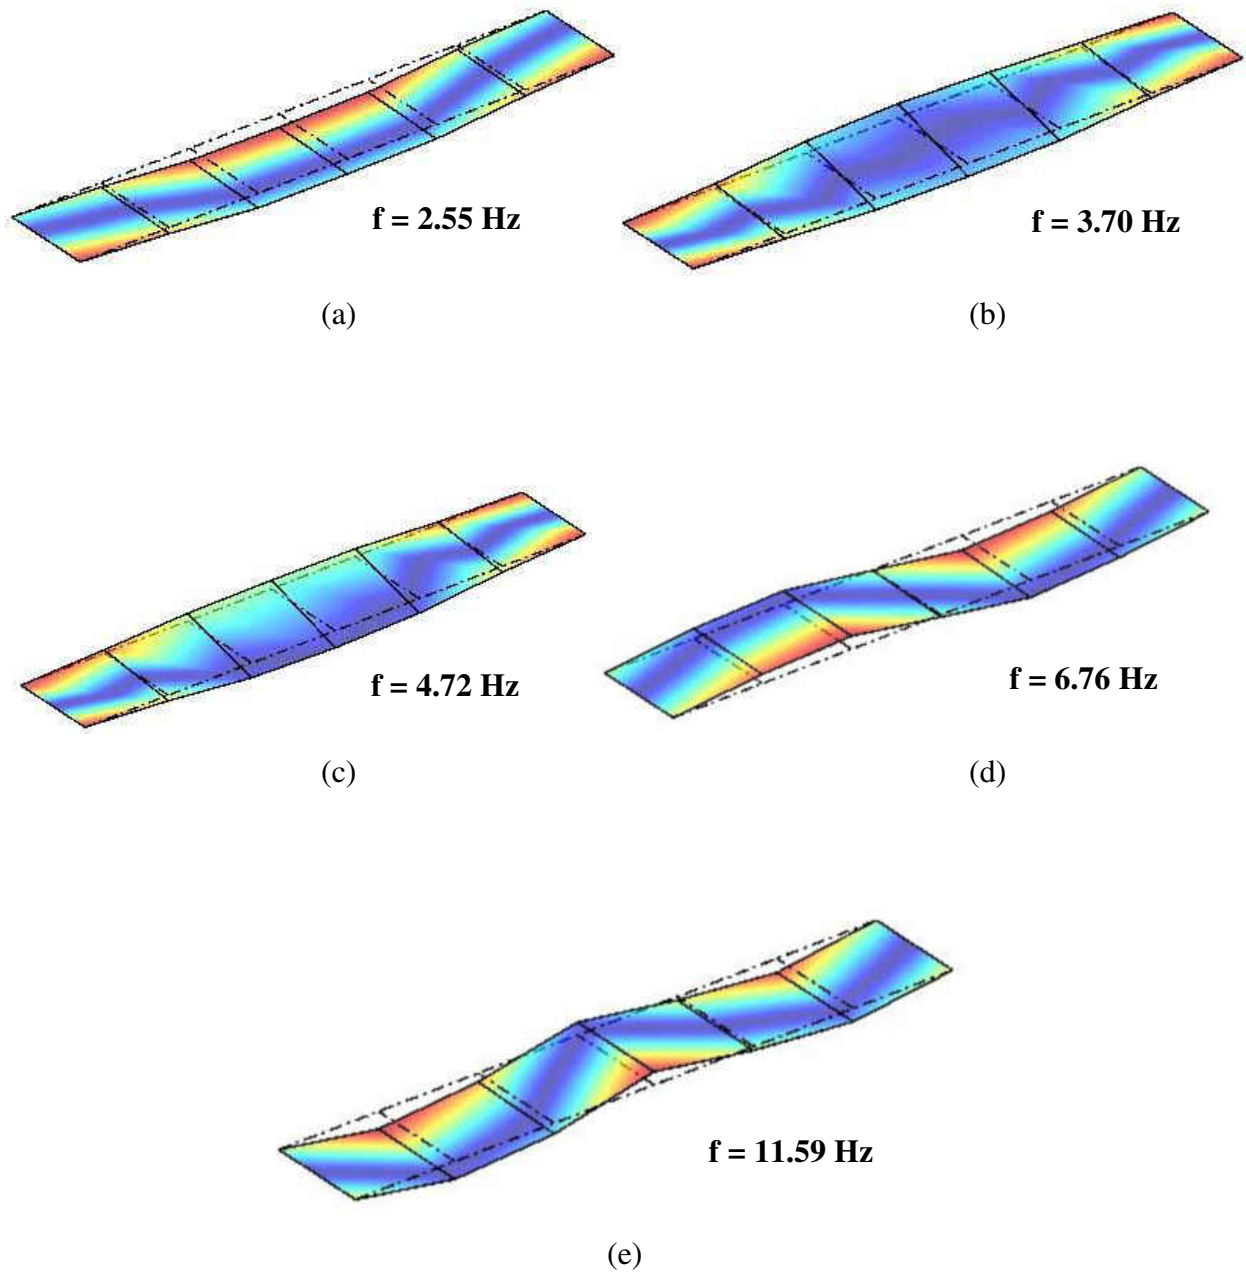 f = 2.55 Hz
f = 3.70 Hz
(a)
(b)
f = 4.72 Hz
f = 6.76 Hz
(c)
(d)
f = 11.59 Hz
(e)